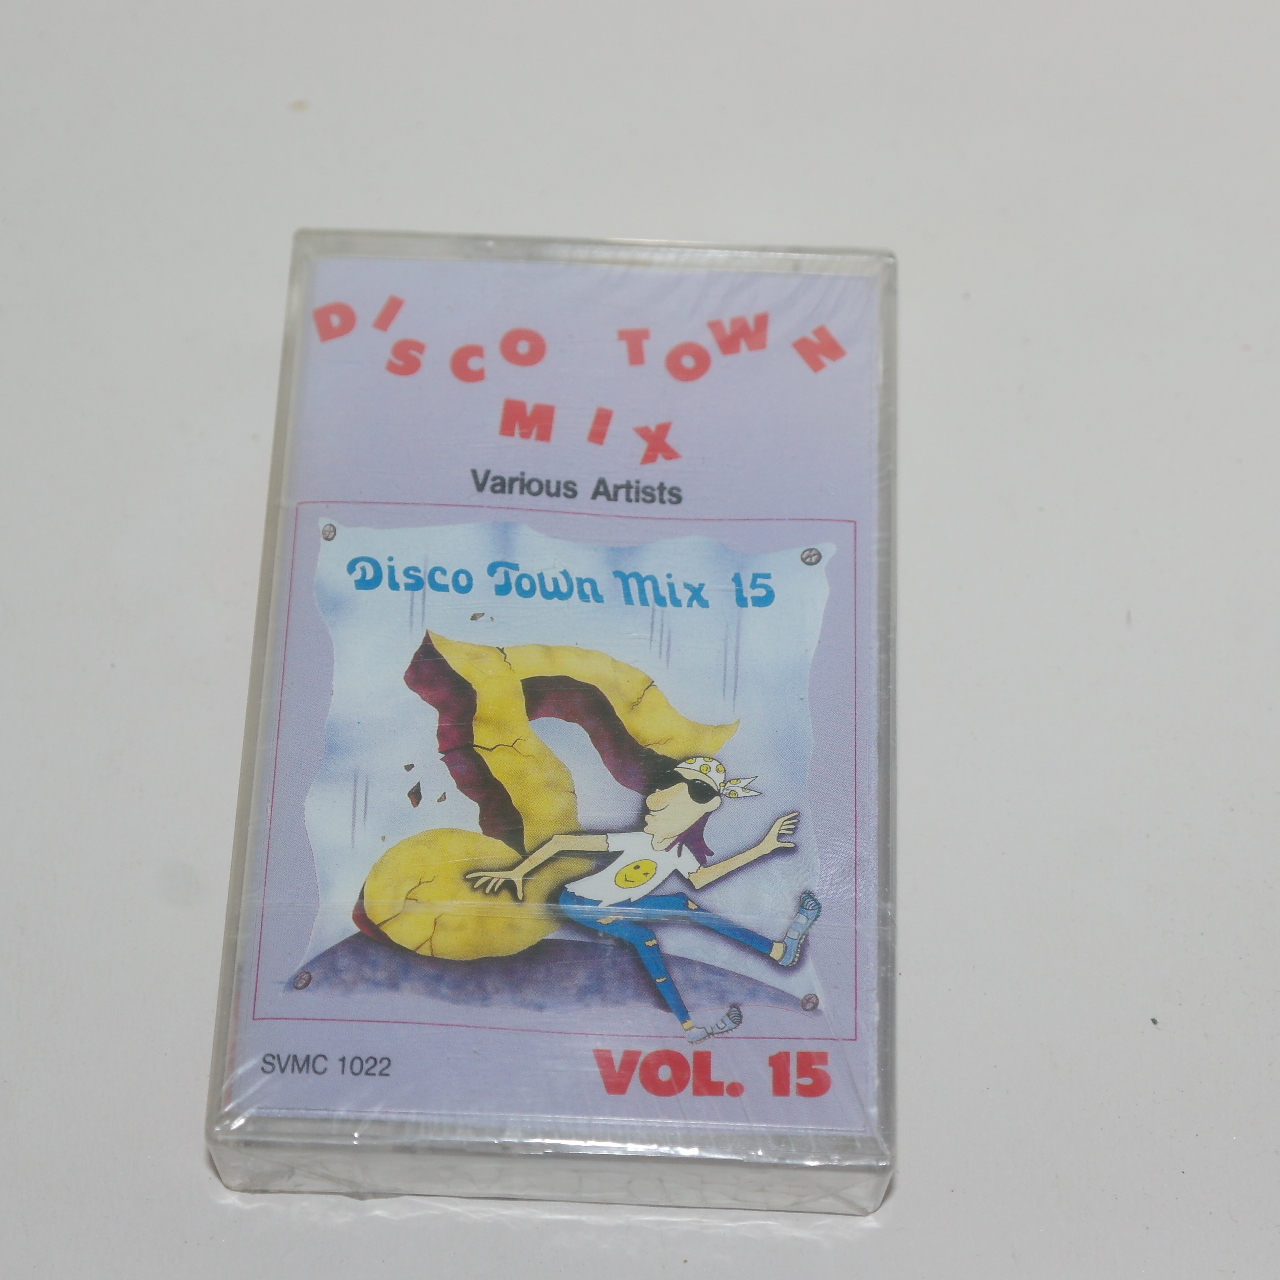 DISCO TOWN
MIX
Various Artists
Disco Town Mix 15
SVMC 1022
VOL. 15